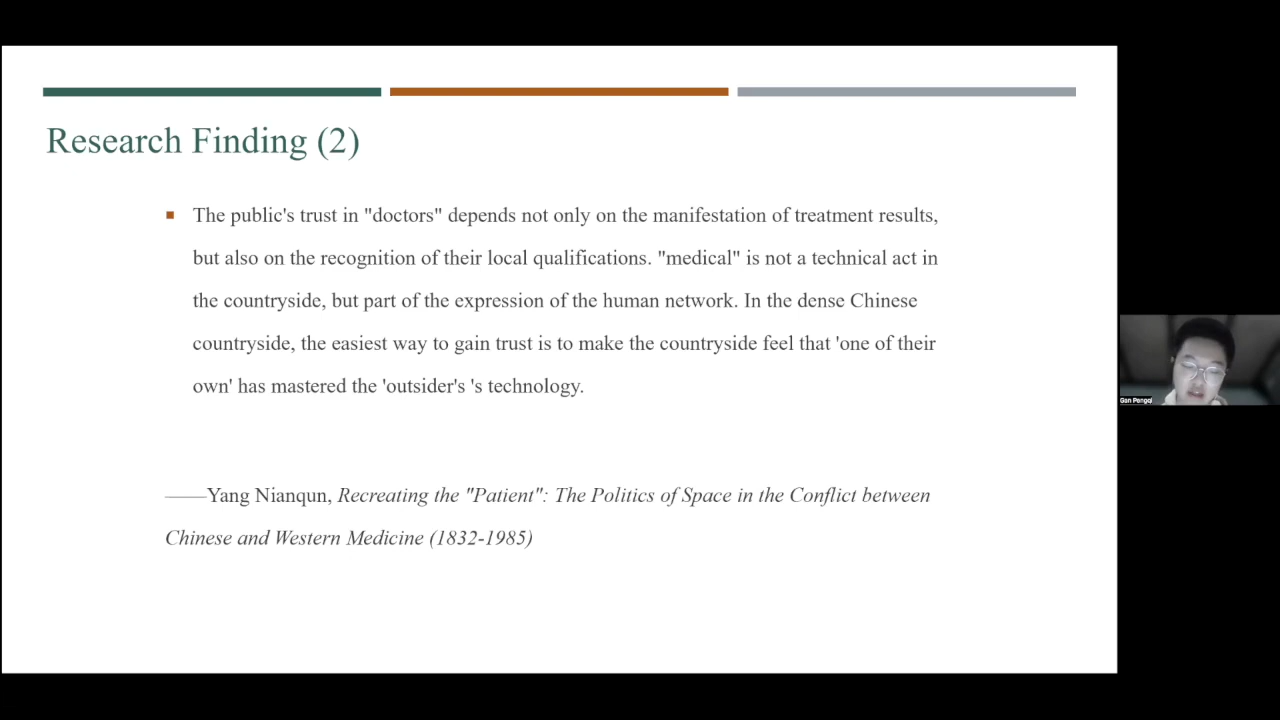 Research Finding (2)
The public's trust in "doctors" depends not only on the manifestation of treatment results,
but also on the recognition of their local qualifications. "medical" is not a technical act in
the countryside, but part of the expression of the human network. In the dense Chinese
countryside, the easiest way to gain trust is to make the countryside feel that 'one of their
own' has mastered the 'outsider's 's technology.
——Yang Nianqun, Recreating the "Patient": The Politics of Space in the Conflict between
Chinese and Western Medicine (1832-1985)
Gan Pengqi